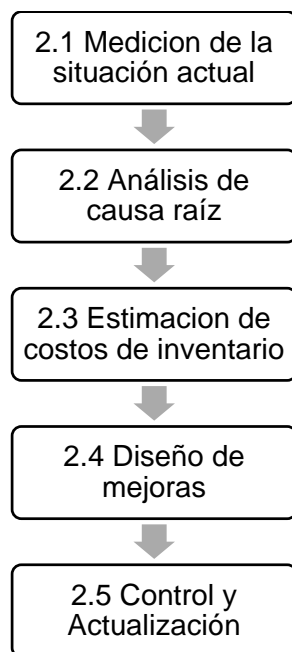 2.1 Medicion de la
situación actual
2.2 Análisis de
causa raíz
2.3 Estimacion de
costos de inventario
2.4 Diseño de
mejoras
2.5 Control y
Actualización